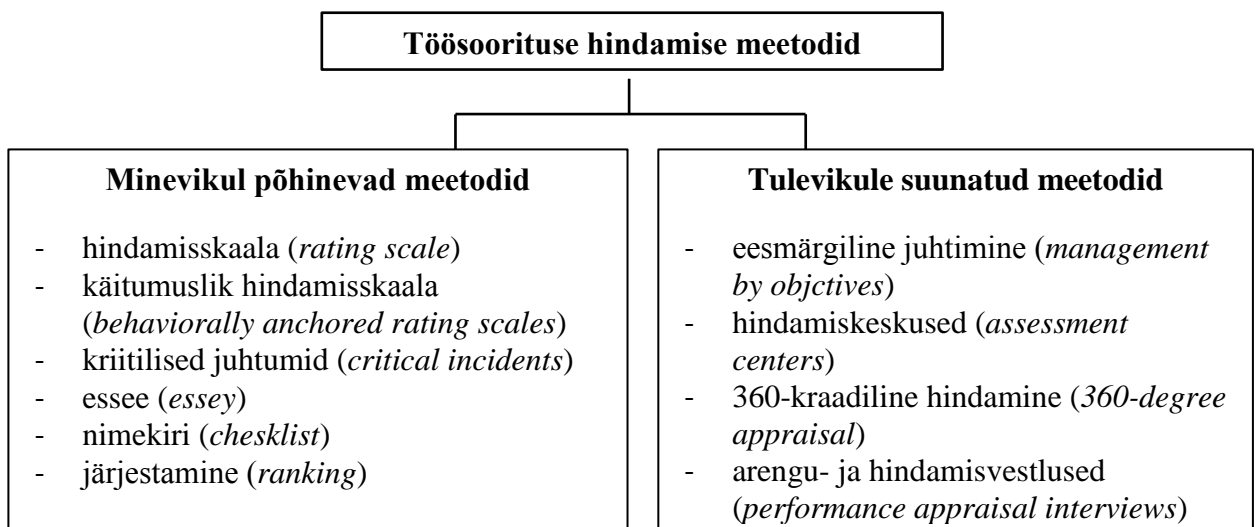 Töösoorituse hindamise meetodid
Minevikul põhinevad meetodid
- hindamisskaala (rating scale)
- käitumuslik hindamisskaala
(behaviorally anchored rating scales)
- kriitilised juhtumid (critical incidents)
- essee (essey)
- nimekiri (chesklist)
- järjestamine (ranking)
Tulevikule suunatud meetodid
- eesmärgiline juhtimine (management
by objctives)
- hindamiskeskused (assessment
centers)
- 360-kraadiline hindamine (360-degree
appraisal)
- arengu- ja hindamisvestlused
(performance appraisal interviews)